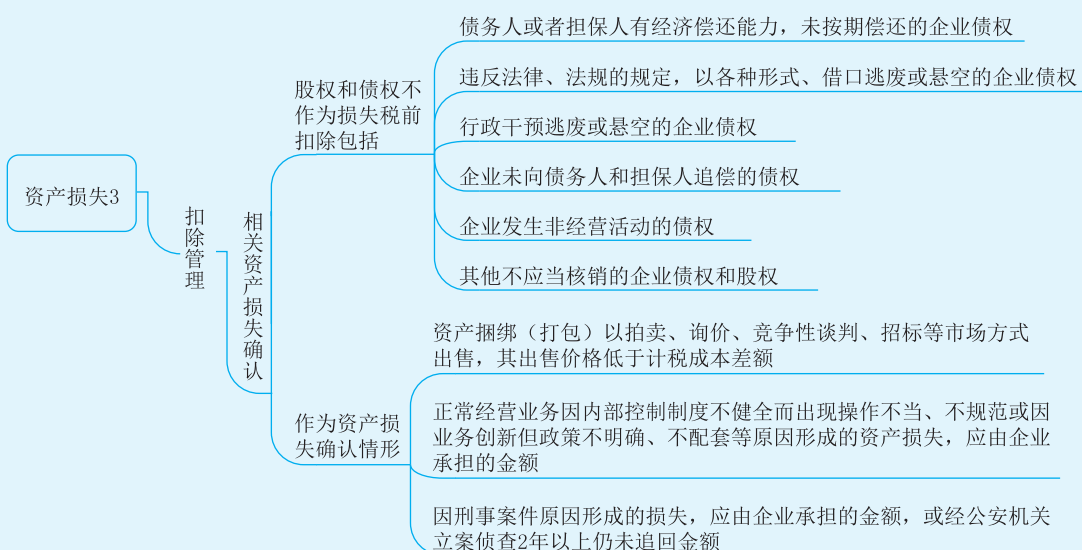 资产损失3
扣除管理
相关资产损失确认
股权和债权不
作为损失税前
扣除包括
债务人或者担保人有经济偿还能力，未按期偿还的企业债权
违反法律、法规的规定，以各种形式、借口逃废或悬空的企业债权
行政干预逃废或悬空的企业债权
企业未向债务人和担保人追偿的债权
企业发生非经营活动的债权
其他不应当核销的企业债权和股权
作为资产损
失确认情形
资产捆绑（打包）以拍卖、询价、竞争性谈判、招标等市场方式
出售，其出售价格低于计税成本差额
正常经营业务因内部控制制度不健全而出现操作不当、不规范或因
业务创新但政策不明确、不配套等原因形成的资产损失，应由企业
承担的金额
因刑事案件原因形成的损失，应由企业承担的金额，或经公安机关
立案侦查2年以上仍未追回金额